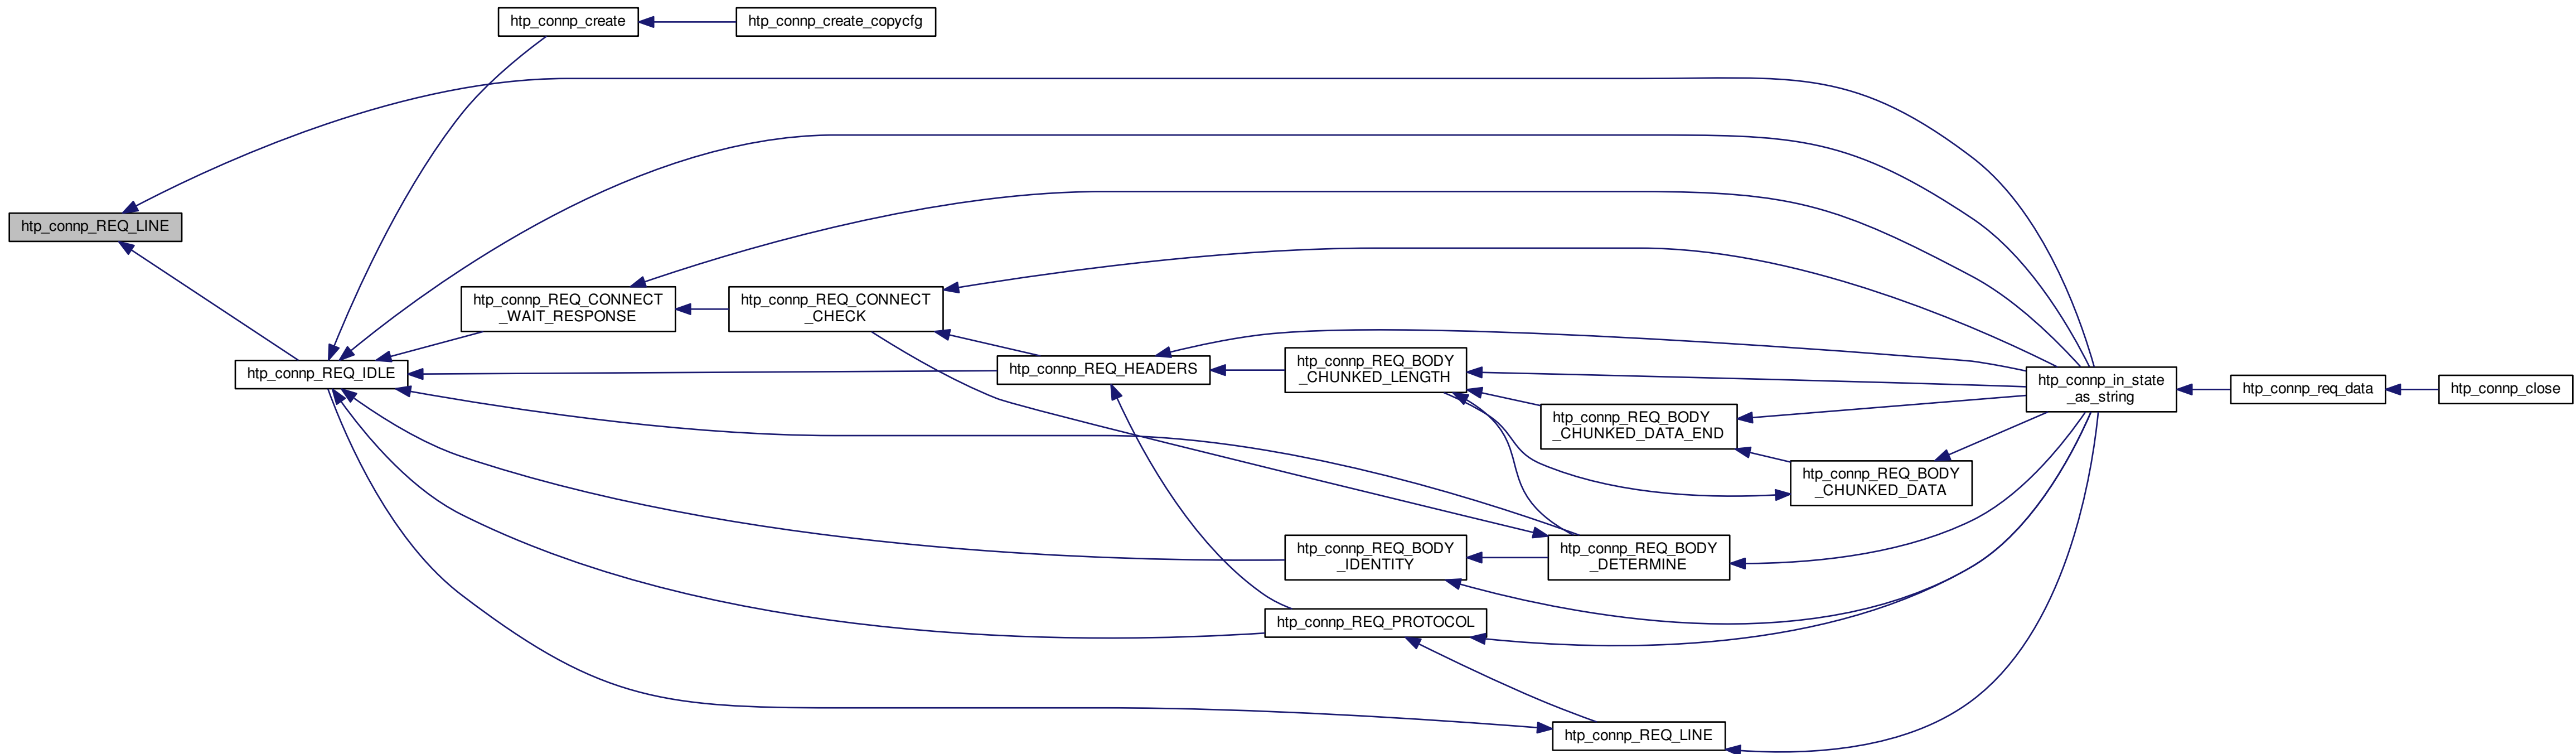 htp_connp_create
htp_connp_create_copycfg
htp_connp_REQ_LINE
htp_connp_REQ_CONNECT
_WAIT_RESPONSE
htp_connp_REQ_CONNECT
_CHECK
htp_connp_REQ_IDLE
htp_connp_REQ_HEADERS
htp_connp_REQ_BODY
_CHUNKED_LENGTH
htp_connp_in_state
_as_string
htp_connp_req_data
htp_connp_close
htp_connp_REQ_BODY
_CHUNKED_DATA_END
htp_connp_REQ_BODY
_CHUNKED_DATA
htp_connp_REQ_BODY
_IDENTITY
htp_connp_REQ_BODY
_DETERMINE
htp_connp_REQ_PROTOCOL
htp_connp_REQ_LINE